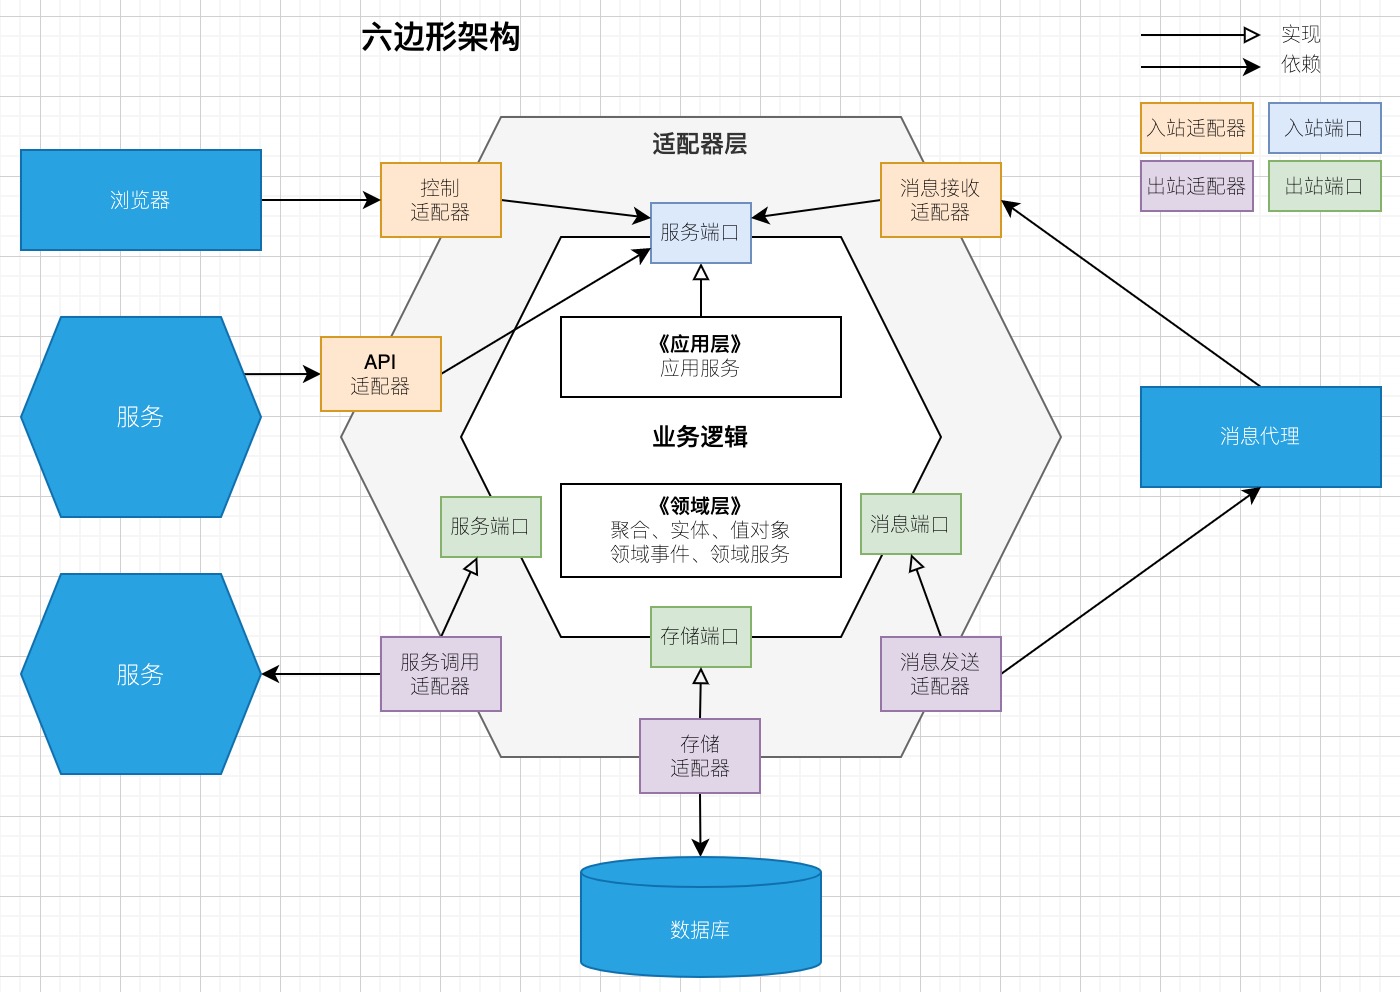 六边形架构
实现
依赖
入站适配器
入站端口
出站适配器
出站端口
适配器层
浏览器
控制
适配器
服务端口
消息接收
适配器
服务
API
适配器
《应用层》
应用服务
业务逻辑
消息代理
服务端口
《领域层》
聚合、实体、值对象
领域事件、领域服务
消息端口
服务
服务调用
适配器
存储端口
消息发送
适配器
存储
适配器
数据库